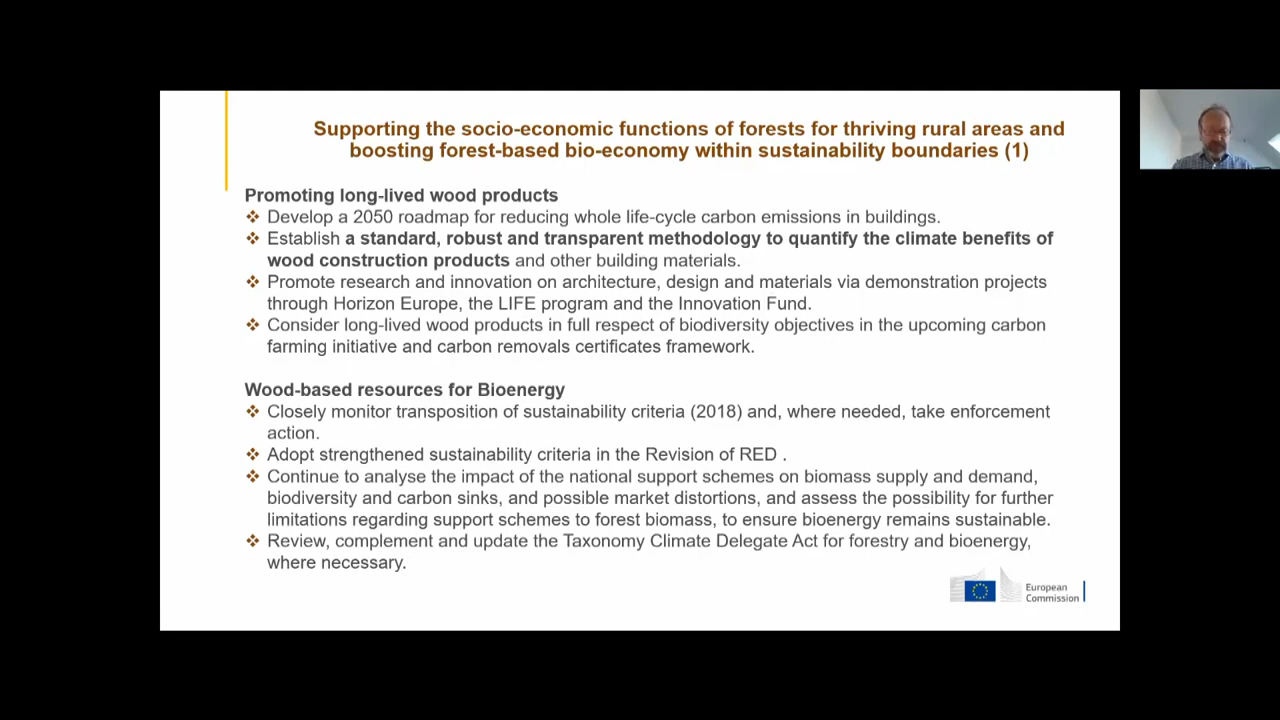 Supporting the socio-economic functions of forests for thriving rural areas and
boosting forest-based bio-economy within sustainability boundaries (1)
Promoting long-lived wood products
❖ Develop a 2050 roadmap for reducing whole life-cycle carbon emissions in buildings.
❖ Establish a standard, robust and transparent methodology to quantify the climate benefits of
wood construction products and other building materials.
❖ Promote research and innovation on architecture, design and materials via demonstration projects
through Horizon Europe, the LIFE program and the Innovation Fund.
❖ Consider long-lived wood products in full respect of biodiversity objectives in the upcoming carbon
farming initiative and carbon removals certificates framework.
Wood-based resources for Bioenergy
❖ Closely monitor transposition of sustainability criteria (2018) and, where needed, take enforcement
action.
❖ Adopt strengthened sustainability criteria in the Revision of RED .
❖ Continue to analyse the impact of the national support schemes on biomass supply and demand,
biodiversity and carbon sinks, and possible market distortions, and assess the possibility for further
limitations regarding support schemes to forest biomass, to ensure bioenergy remains sustainable.
❖ Review, complement and update the Taxonomy Climate Delegate Act for forestry and bioenergy,
where necessary.
European
Commission